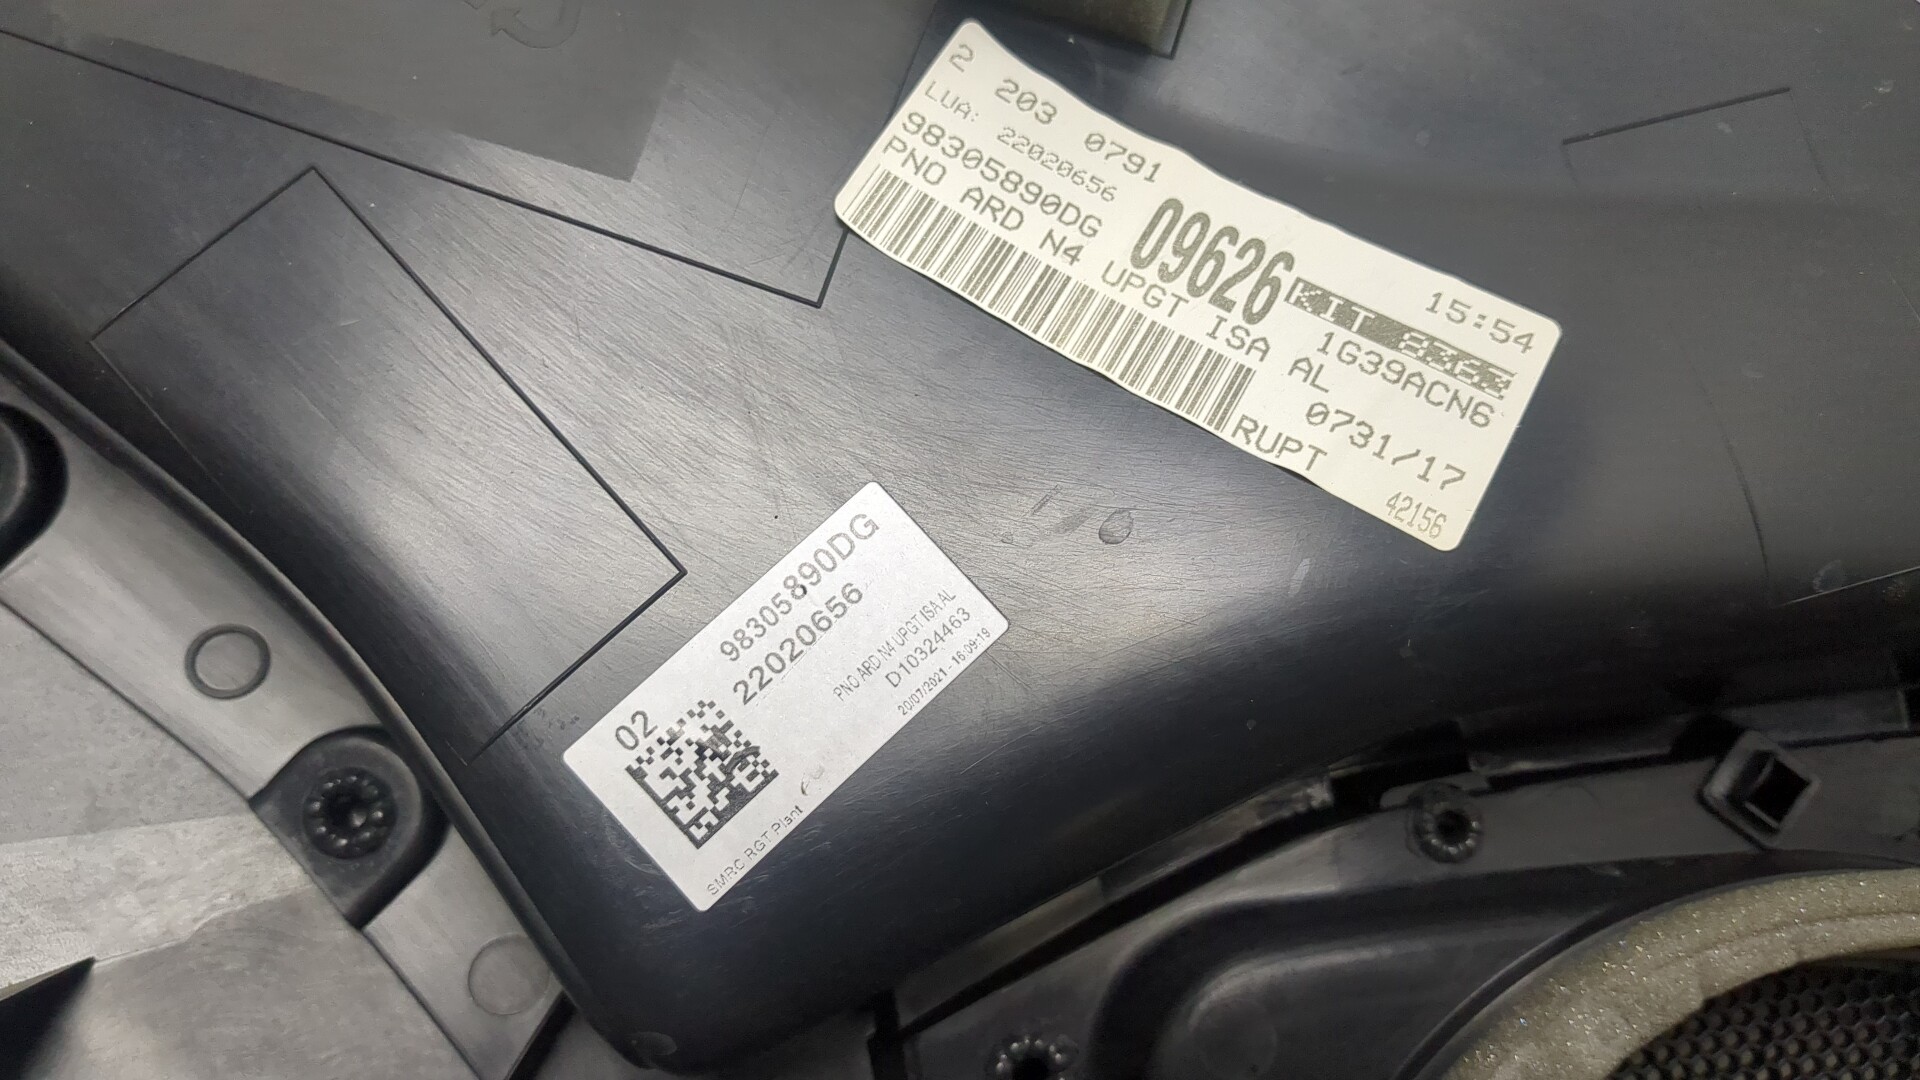 2 203 0791 15:54
LUA: 22020656
98305890DG 09626 KIT
PNO ARD N4 UPGT ISA AL 1G39ACN6
0731/17
RUPT
42156
98305890DG
22020656
02
PNO ARD N4 UPGT ISA AL
D10324463
20/07/2021 - 16:09:19
SMRC RGT Plant